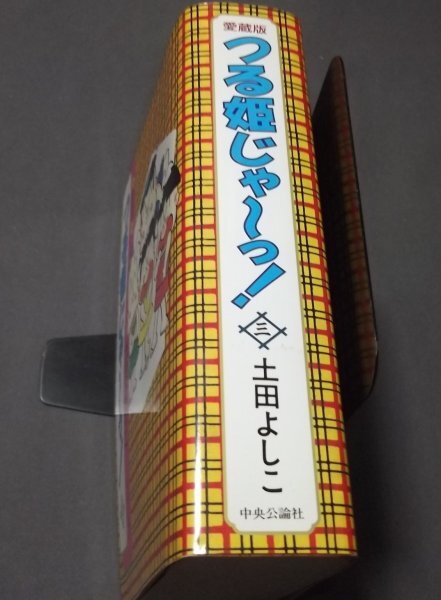 愛蔵版
つる姫じゃ〜っ!
三
土田よしこ
中央公論社